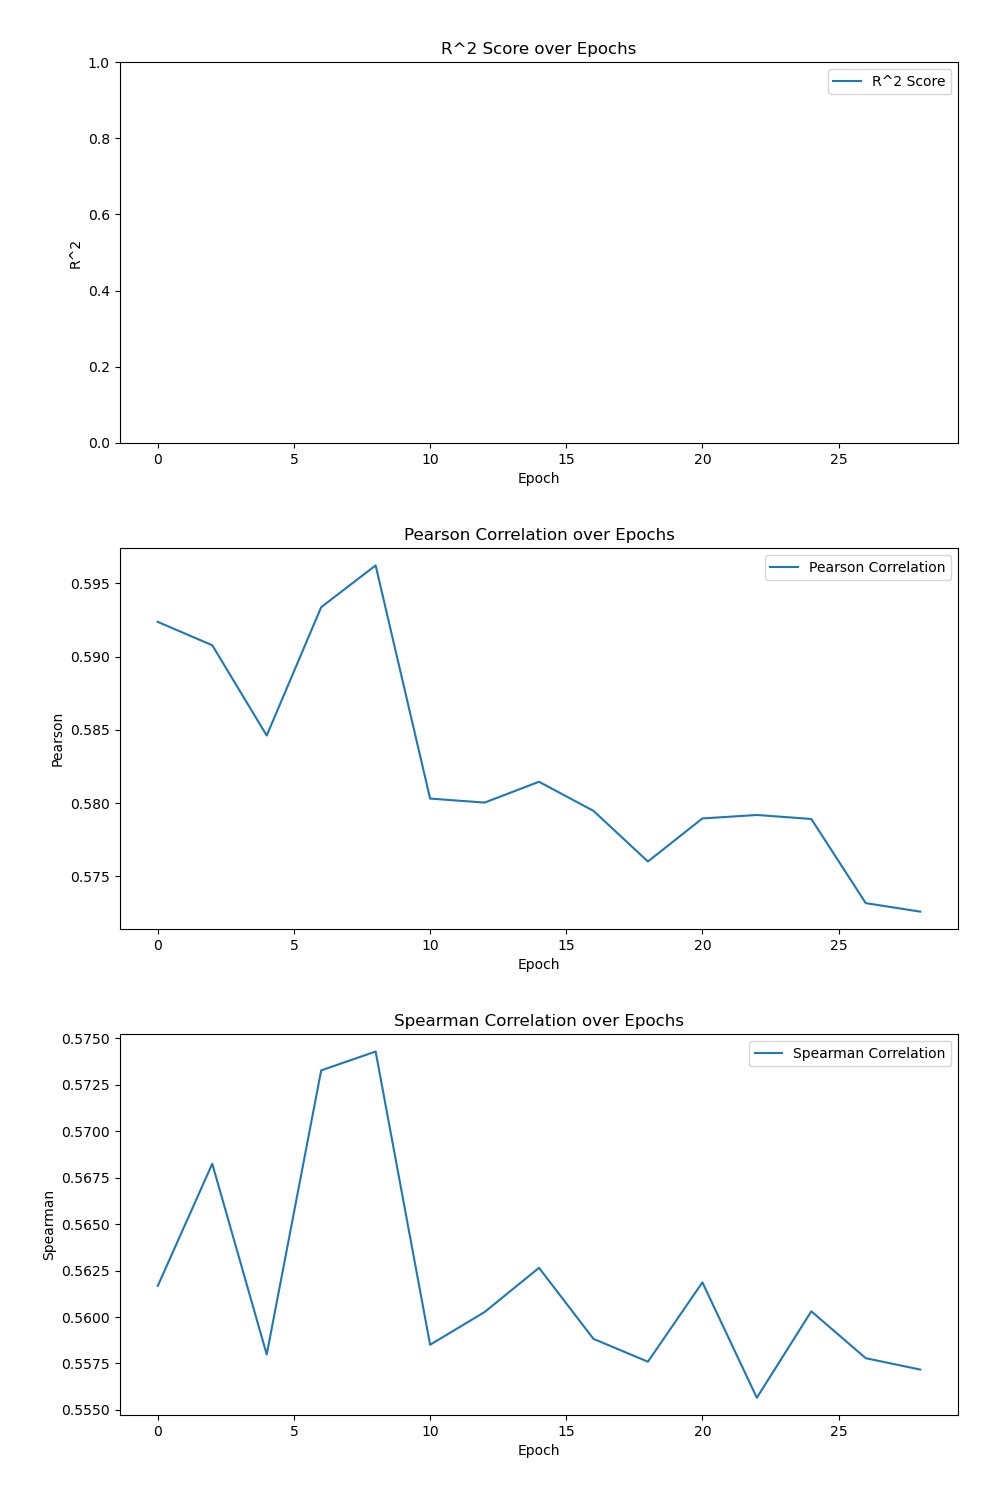 R^2 Score over Epochs
1.0
R^2 Score
0.8
0.6
R^2
0.4
0.2
0.0
0 5 10 15 20 25
Epoch
Pearson Correlation over Epochs
Pearson Correlation
0.595
0.590
0.585
Pearson
0.580
0.575
0 5 10 15 20 25
Epoch
Spearman Correlation over Epochs
0.5750
Spearman Correlation
0.5725
0.5700
0.5675
Spearman
0.5650
0.5625
0.5600
0.5575
0.5550
0 5 10 15 20 25
Epoch